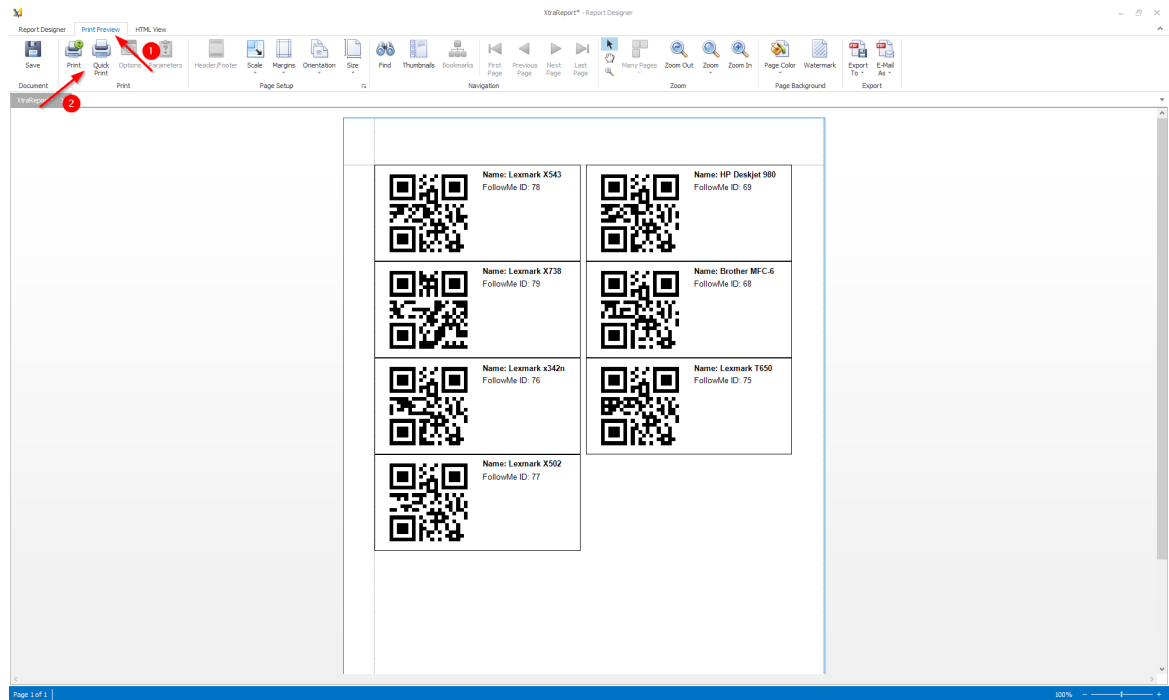 XtraReport* - Report Designer
Report Designer Print Preview HTML View
1
Save Print Quick Print Options Parameters Header/Footer Scale Margins Orientation Size Find Thumbnails Bookmarks First Page Previous Page Next Page Last Page Many Pages Zoom Out Zoom Zoom In Page Color Watermark Export To E-Mail As
Document Print Page Setup Navigation Zoom Page Background Export
2
Name: Lexmark X543
FollowMe ID: 78
Name: HP Deskjet 980
FollowMe ID: 69
Name: Lexmark X738
FollowMe ID: 79
Name: Brother MFC-6
FollowMe ID: 68
Name: Lexmark x342n
FollowMe ID: 76
Name: Lexmark T650
FollowMe ID: 75
Name: Lexmark X502
FollowMe ID: 77
Page 1 of 1
100% - +